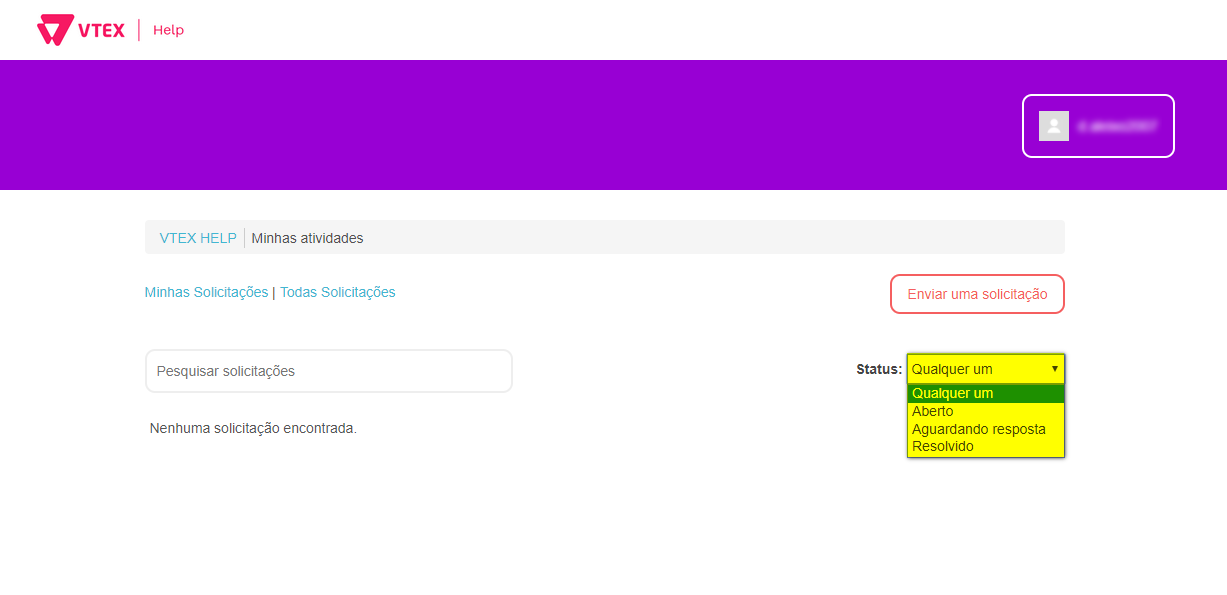 VTEX | Help
VTEX HELP | Minhas atividades
Minhas Solicitações | Todas Solicitações
Enviar uma solicitação
Pesquisar solicitações
Status: Qualquer um
Qualquer um
Aberto
Aguardando resposta
Resolvido
Nenhuma solicitação encontrada.